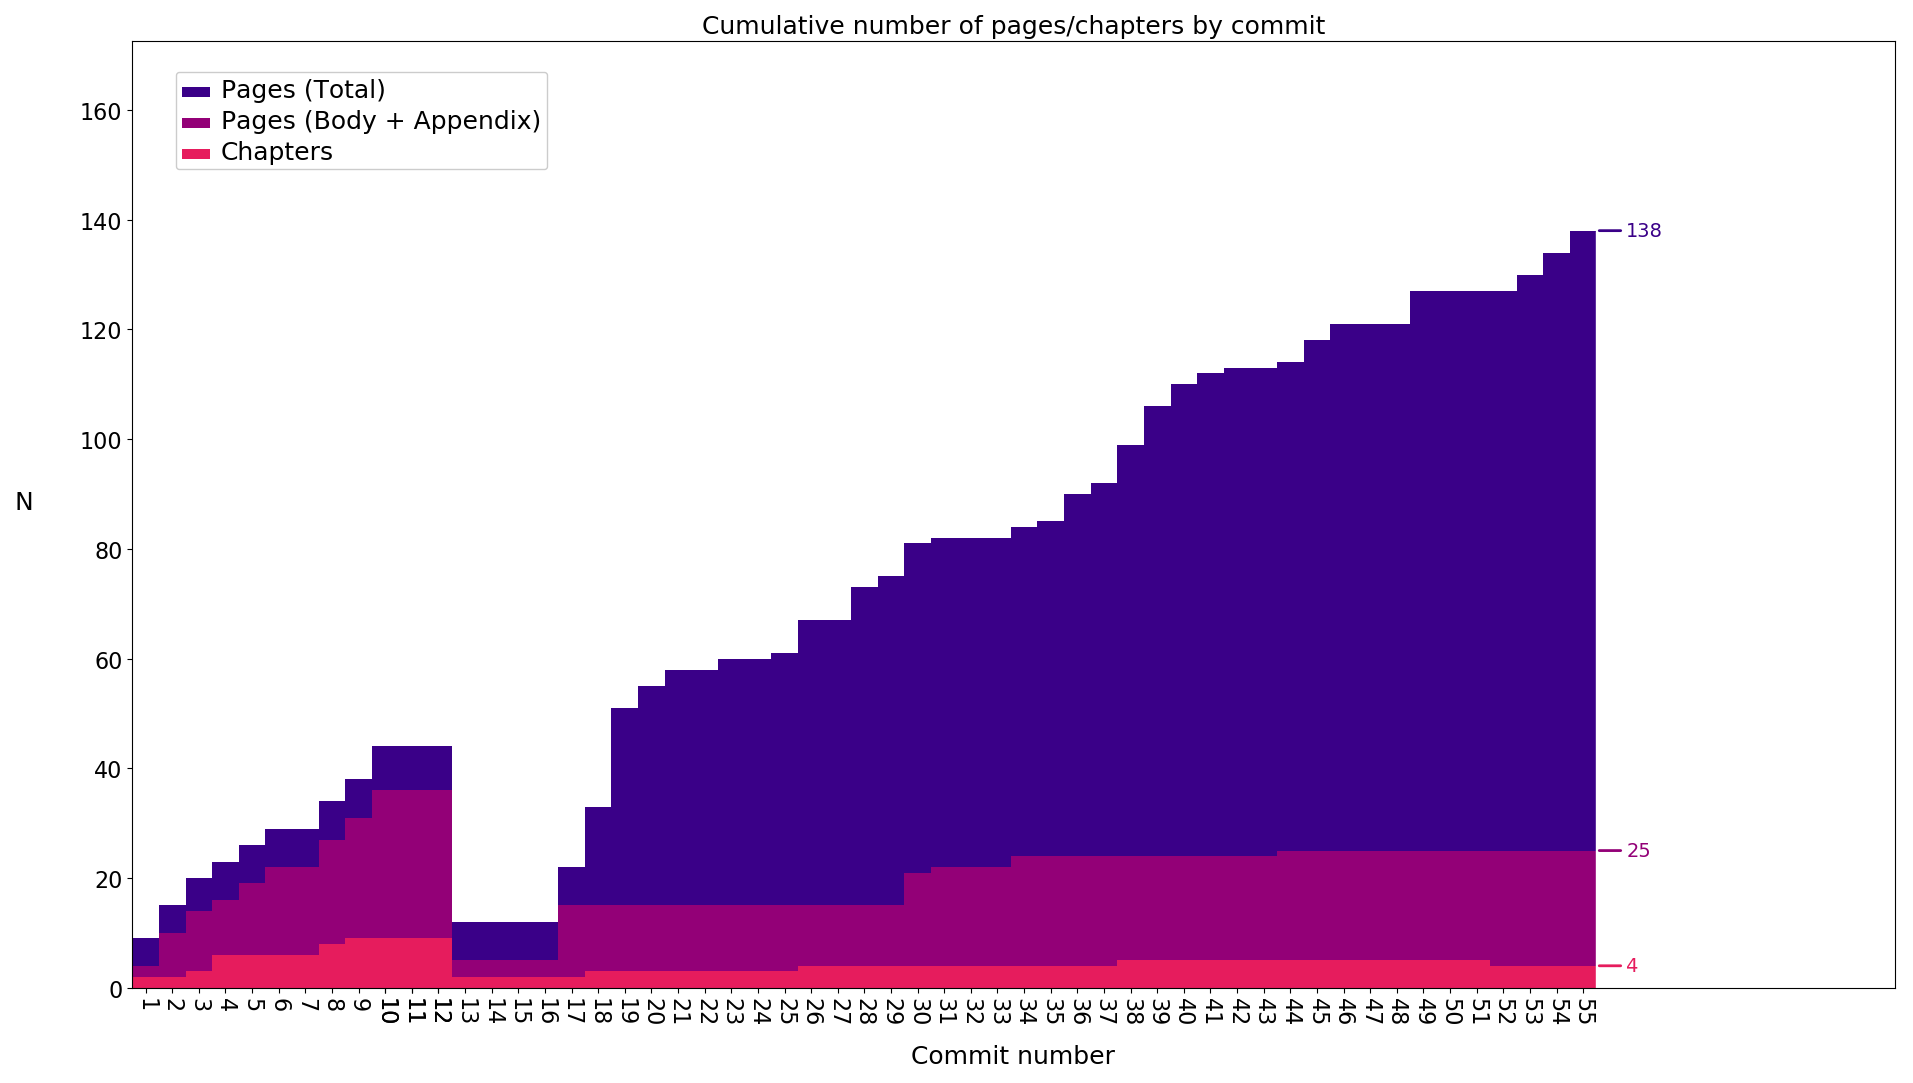 Cumulative number of pages/chapters by commit
Pages (Total)
Pages (Body + Appendix)
Chapters
160
140
120
100
80
60
40
20
0
N
138
25
4
1 2 3 4 5 6 7 8 9 10 11 12 13 14 15 16 17 18 19 20 21 22 23 24 25 26 27 28 29 30 31 32 33 34 35 36 37 38 39 40 41 42 43 44 45 46 47 48 49 50 51 52 53 54 55
Commit number